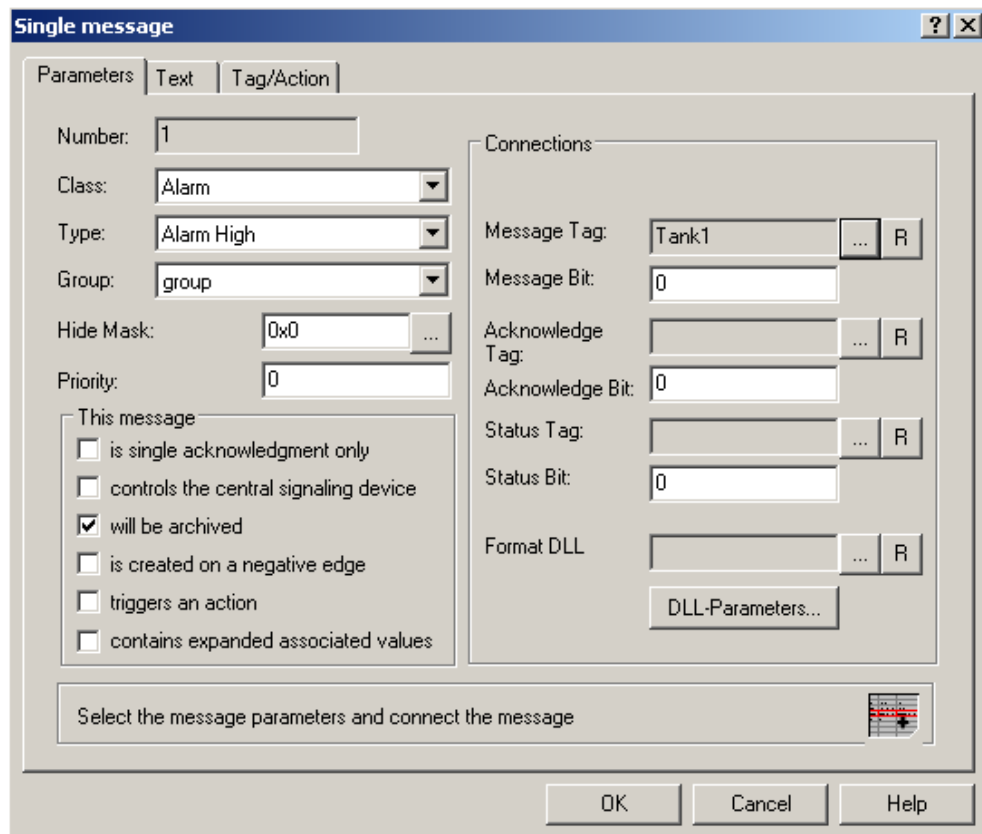 Single message
Parameters Text Tag/Action
Number: 1
Class: Alarm
Type: Alarm High
Group: group
Hide Mask: 0x0 ...
Priority: 0
This message
is single acknowledgment only
controls the central signaling device
will be archived
is created on a negative edge
triggers an action
contains expanded associated values
Connections
Message Tag: Tank1 ... R
Message Bit: 0
Acknowledge
Tag: ... R
Acknowledge Bit: 0
Status Tag: ... R
Status Bit: 0
Format DLL ... R
DLL-Parameters...
Select the message parameters and connect the message
OK Cancel Help